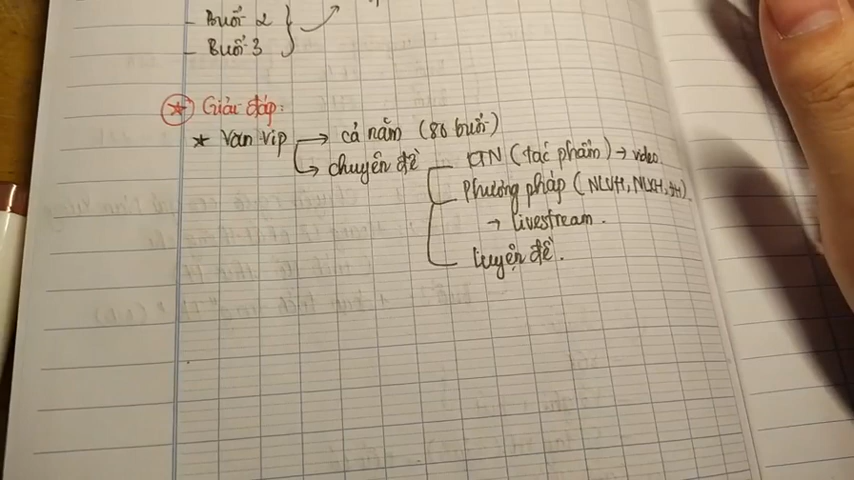 - Buổi 2
- Buổi 3
Giải đáp:
★ Văn vip → cả năm (80 buổi)
→ chuyên đề
KTN (tác phẩm) → video.
Phương pháp (NLVH, NLXH, ĐH)
→ livestream.
luyện đề.